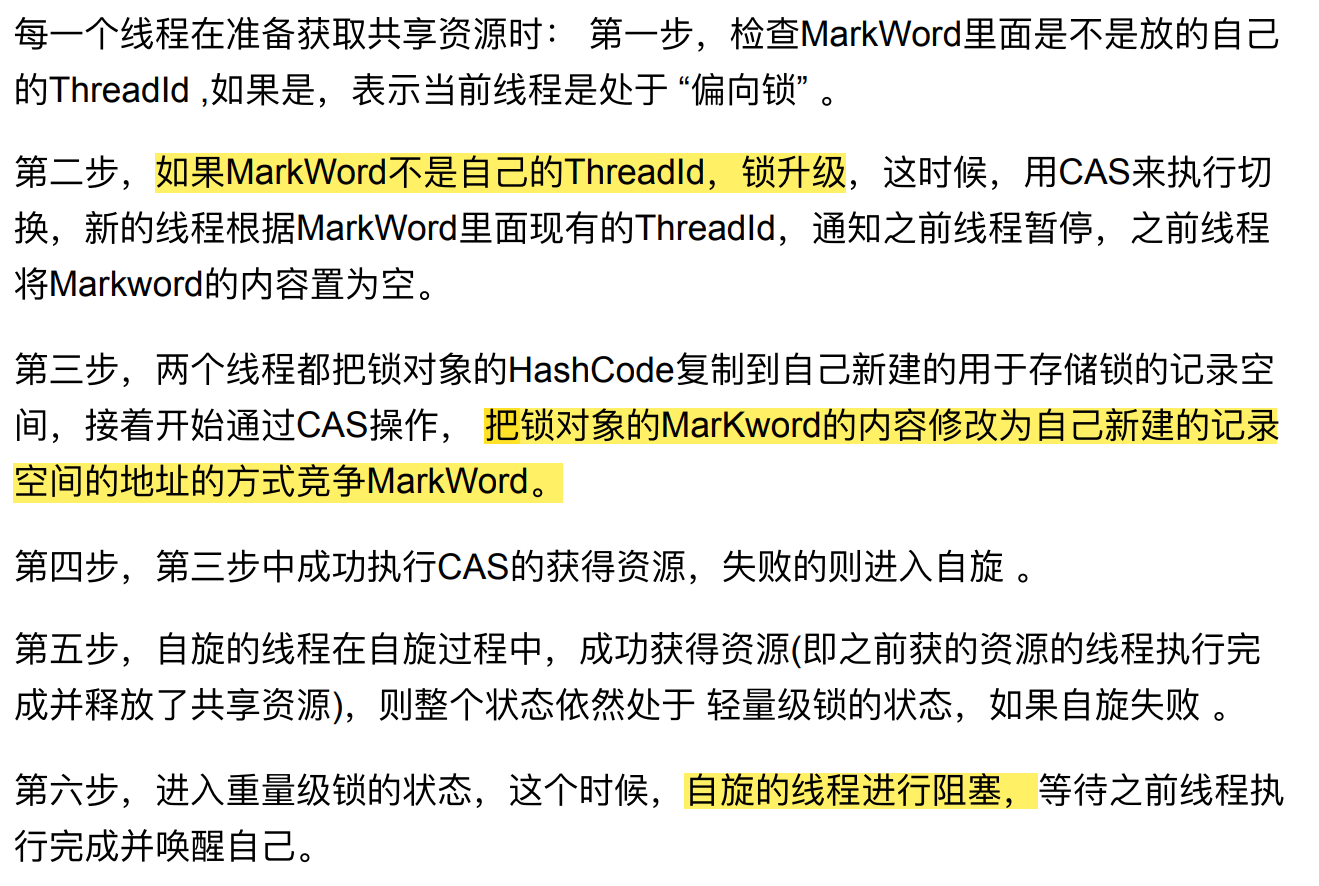 每一个线程在准备获取共享资源时： 第一步，检查MarkWord里面是不是放的自己
的ThreadId ,如果是，表示当前线程是处于 “偏向锁” 。
第二步，如果MarkWord不是自己的ThreadId，锁升级，这时候，用CAS来执行切
换，新的线程根据MarkWord里面现有的ThreadId，通知之前线程暂停，之前线程
将Markword的内容置为空。
第三步，两个线程都把锁对象的HashCode复制到自己新建的用于存储锁的记录空
间，接着开始通过CAS操作， 把锁对象的MarKword的内容修改为自己新建的记录
空间的地址的方式竞争MarkWord。
第四步，第三步中成功执行CAS的获得资源，失败的则进入自旋 。
第五步，自旋的线程在自旋过程中，成功获得资源(即之前获的资源的线程执行完
成并释放了共享资源)，则整个状态依然处于 轻量级锁的状态，如果自旋失败 。
第六步，进入重量级锁的状态，这个时候，自旋的线程进行阻塞，等待之前线程执
行完成并唤醒自己。